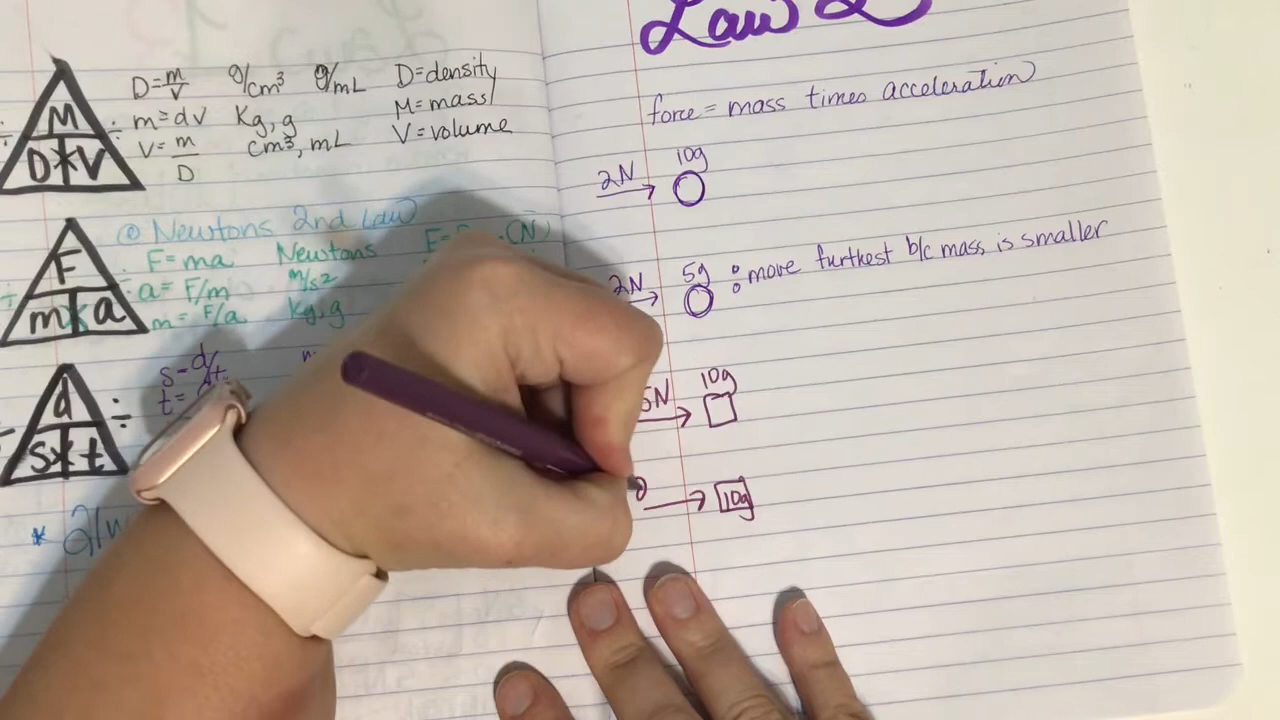 Law 2
M
D * V
÷
D = m/V g/cm³ g/mL D = density
m = dV Kg, g M = mass
V = m/D cm³, mL V = volume
Newtons 2nd Law
F
m * a
÷
F = ma Newtons
a = F/m m/s²
m = F/a Kg, g
(N)
d
s * t
÷
s = d/t
t =
force = mass times acceleration
2N 10g
2N 5g : move furthest b/c mass is smaller
5N 10g
10g